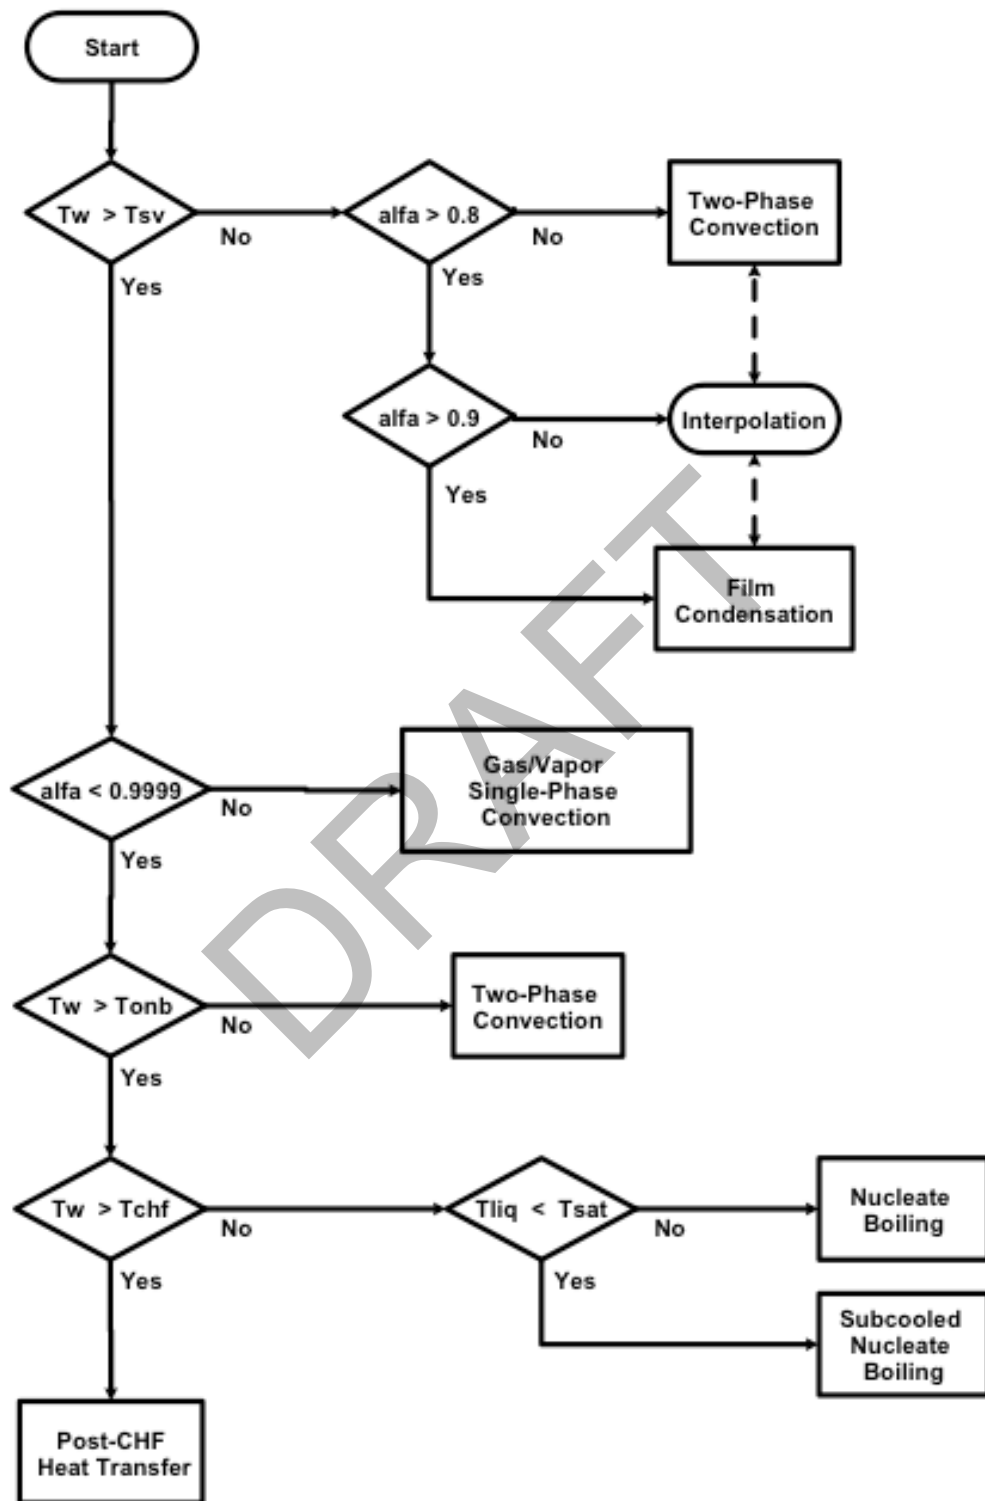 Start
Tw > Tsv
No
Yes
alfa > 0.8
No
Yes
Two-Phase
Convection
alfa > 0.9
No
Yes
Interpolation
Film
Condensation
alfa < 0.9999
No
Yes
Gas/Vapor
Single-Phase
Convection
Tw > Tonb
No
Yes
Two-Phase
Convection
Tw > Tchf
No
Yes
Tliq < Tsat
No
Yes
Nucleate
Boiling
Subcooled
Nucleate
Boiling
Post-CHF
Heat Transfer
DRAFT